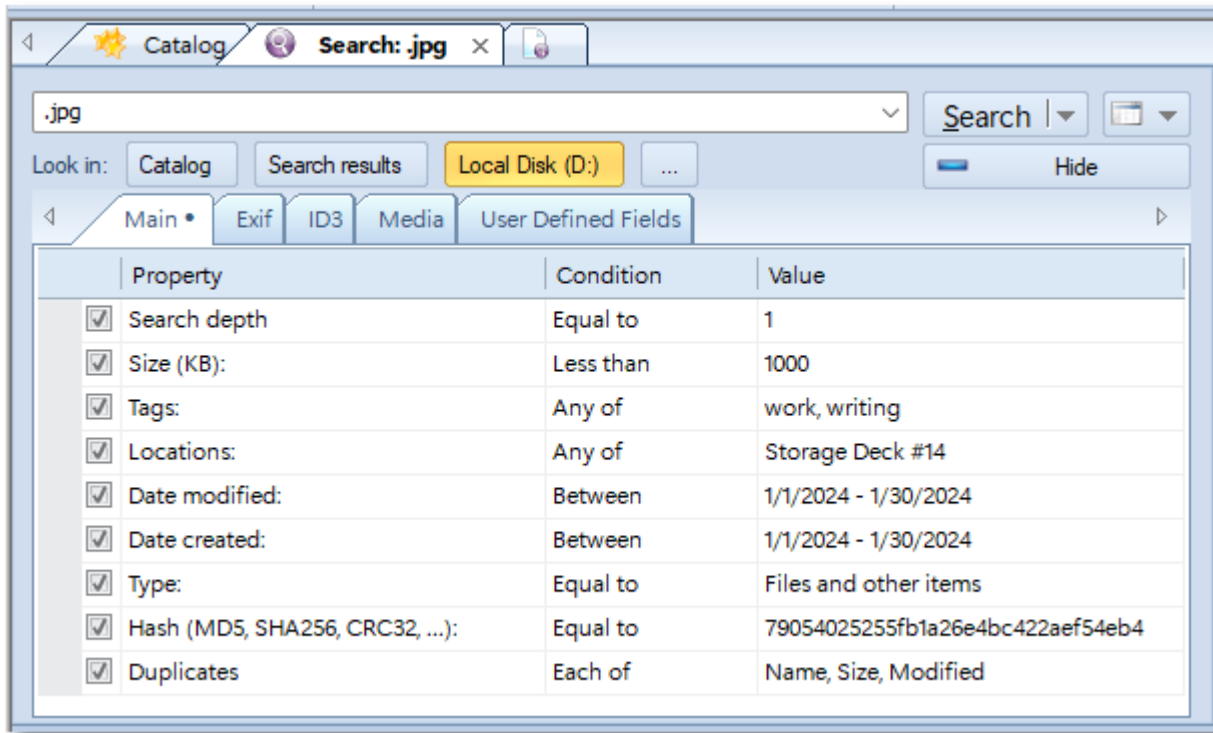 Catalog Search: .jpg
.jpg Search
Look in: Catalog Search results Local Disk (D:) ... Hide
Main • Exif ID3 Media User Defined Fields
Property Condition Value
Search depth Equal to 1
Size (KB): Less than 1000
Tags: Any of work, writing
Locations: Any of Storage Deck #14
Date modified: Between 1/1/2024 - 1/30/2024
Date created: Between 1/1/2024 - 1/30/2024
Type: Equal to Files and other items
Hash (MD5, SHA256, CRC32, ...): Equal to 79054025255fb1a26e4bc422aef54eb4
Duplicates Each of Name, Size, Modified